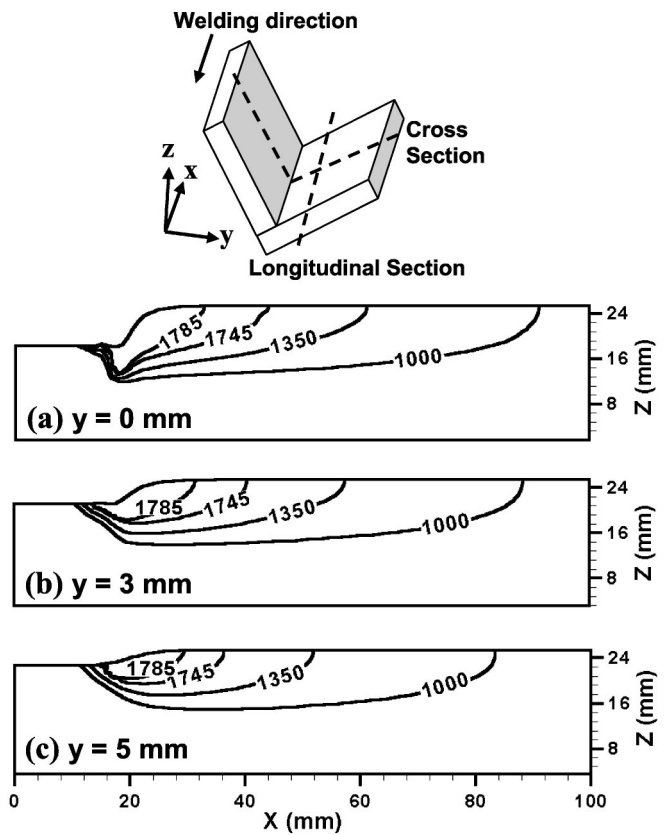 Welding direction
z
x
y
Cross
Section
Longitudinal Section
1785
1745
1350
1000
24
16
8
Z (mm)
(a) y = 0 mm
1785
1745
1350
1000
24
16
8
Z (mm)
(b) y = 3 mm
1785
1745
1350
1000
24
16
8
Z (mm)
(c) y = 5 mm
0
20
40
60
80
100
X (mm)